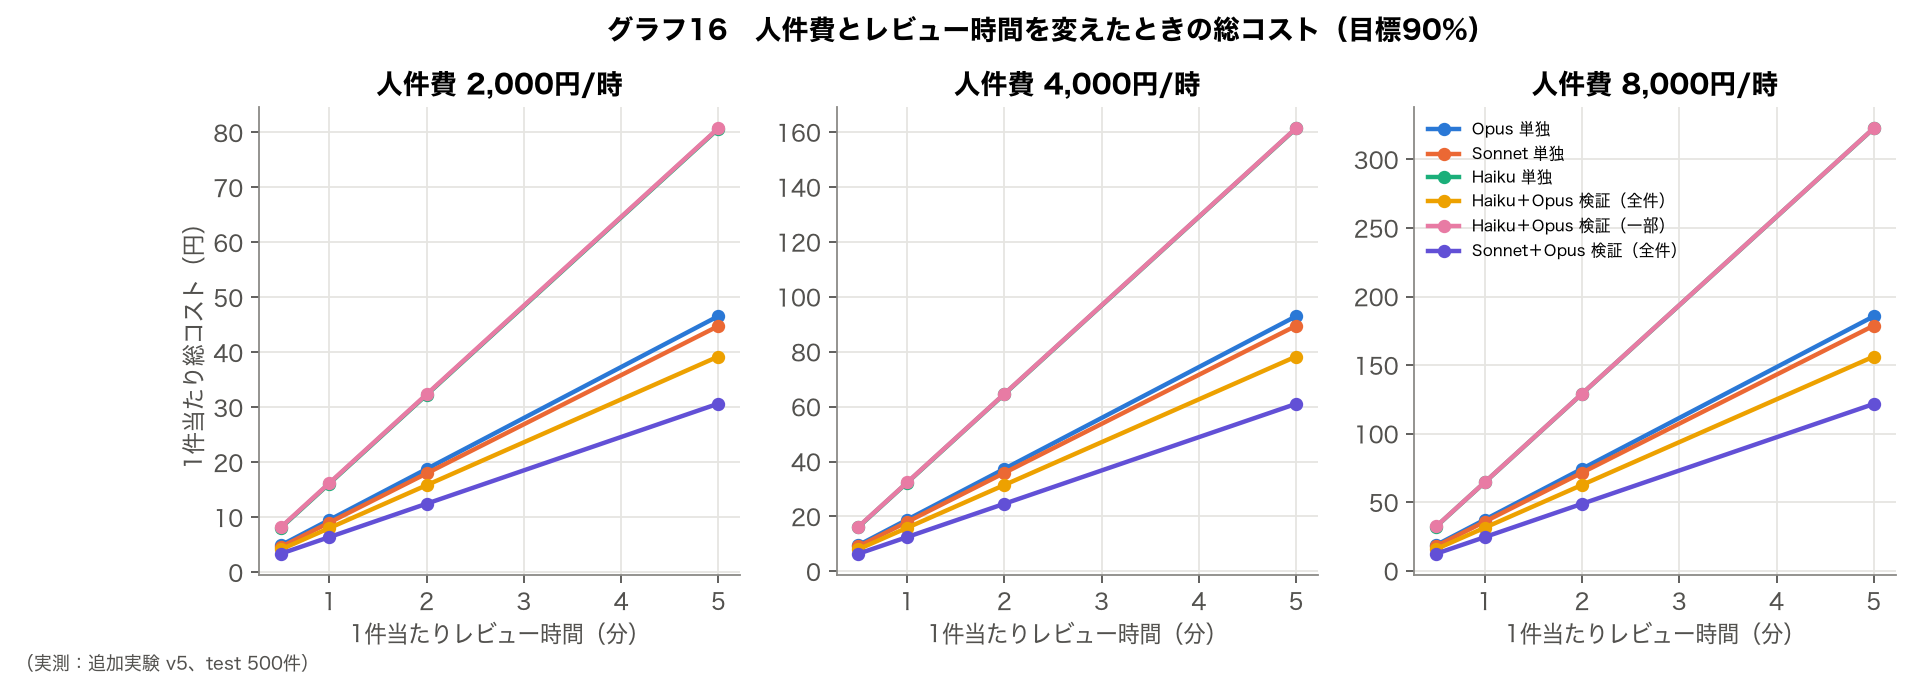 グラフ16　人件費とレビュー時間を変えたときの総コスト（目標90%）
人件費 2,000円/時
1件当たり総コスト（円）
80
70
60
50
40
30
20
10
0
1 2 3 4 5
1件当たりレビュー時間（分）
人件費 4,000円/時
160
140
120
100
80
60
40
20
0
1 2 3 4 5
1件当たりレビュー時間（分）
人件費 8,000円/時
Opus 単独
Sonnet 単独
Haiku 単独
Haiku＋Opus 検証（全件）
Haiku＋Opus 検証（一部）
Sonnet＋Opus 検証（全件）
300
250
200
150
100
50
0
1 2 3 4 5
1件当たりレビュー時間（分）
（実測：追加実験 v5、test 500件）